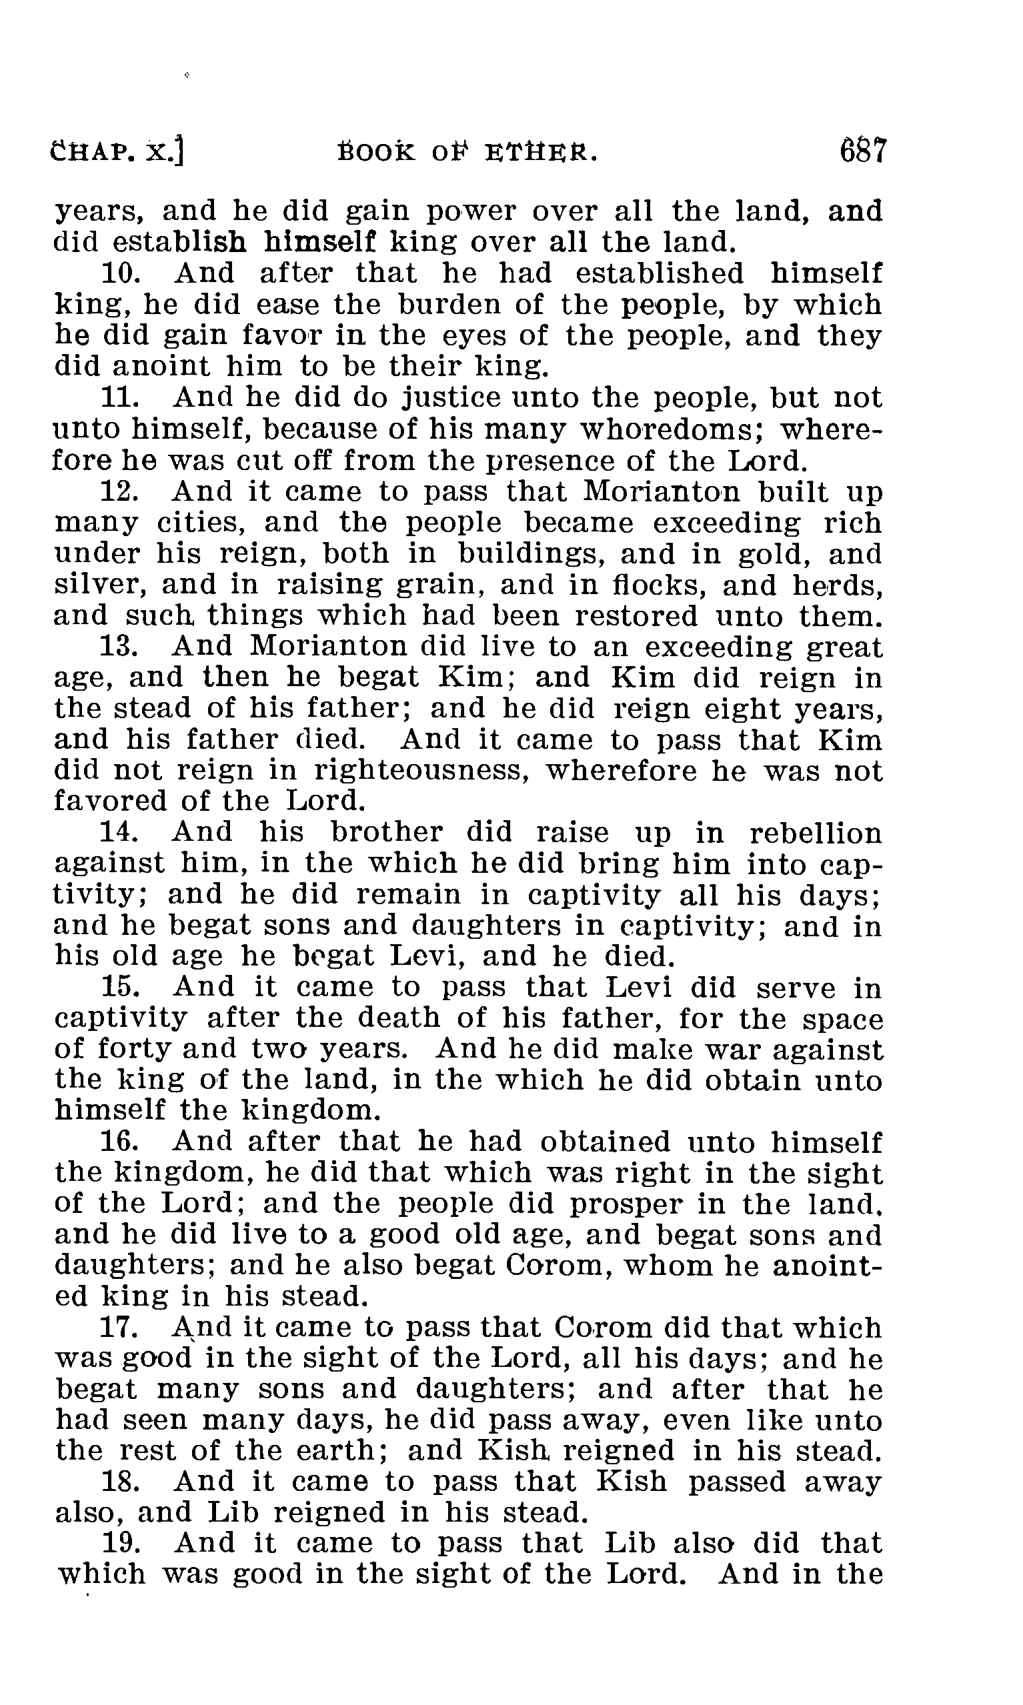 CHAP. X.] BOOK OF ETHER. 687
years, and he did gain power over all the land, and
did establish himself king over all the land.
10. And after that he had established himself
king, he did ease the burden of the people, by which
he did gain favor in the eyes of the people, and they
did anoint him to be their king.
11. And he did do justice unto the people, but not
unto himself, because of his many whoredoms; where-
fore he was cut off from the presence of the Lord.
12. And it came to pass that Morianton built up
many cities, and the people became exceeding rich
under his reign, both in buildings, and in gold, and
silver, and in raising grain, and in flocks, and herds,
and such things which had been restored unto them.
13. And Morianton did live to an exceeding great
age, and then he begat Kim; and Kim did reign in
the stead of his father; and he did reign eight years,
and his father died. And it came to pass that Kim
did not reign in righteousness, wherefore he was not
favored of the Lord.
14. And his brother did raise up in rebellion
against him, in the which he did bring him into cap-
tivity; and he did remain in captivity all his days;
and he begat sons and daughters in captivity; and in
his old age he begat Levi, and he died.
15. And it came to pass that Levi did serve in
captivity after the death of his father, for the space
of forty and two years. And he did make war against
the king of the land, in the which he did obtain unto
himself the kingdom.
16. And after that he had obtained unto himself
the kingdom, he did that which was right in the sight
of the Lord; and the people did prosper in the land,
and he did live to a good old age, and begat sons and
daughters; and he also begat Corom, whom he anoint-
ed king in his stead.
17. And it came to pass that Corom did that which
was good in the sight of the Lord, all his days; and he
begat many sons and daughters; and after that he
had seen many days, he did pass away, even like unto
the rest of the earth; and Kish reigned in his stead.
18. And it came to pass that Kish passed away
also, and Lib reigned in his stead.
19. And it came to pass that Lib also did that
which was good in the sight of the Lord. And in the